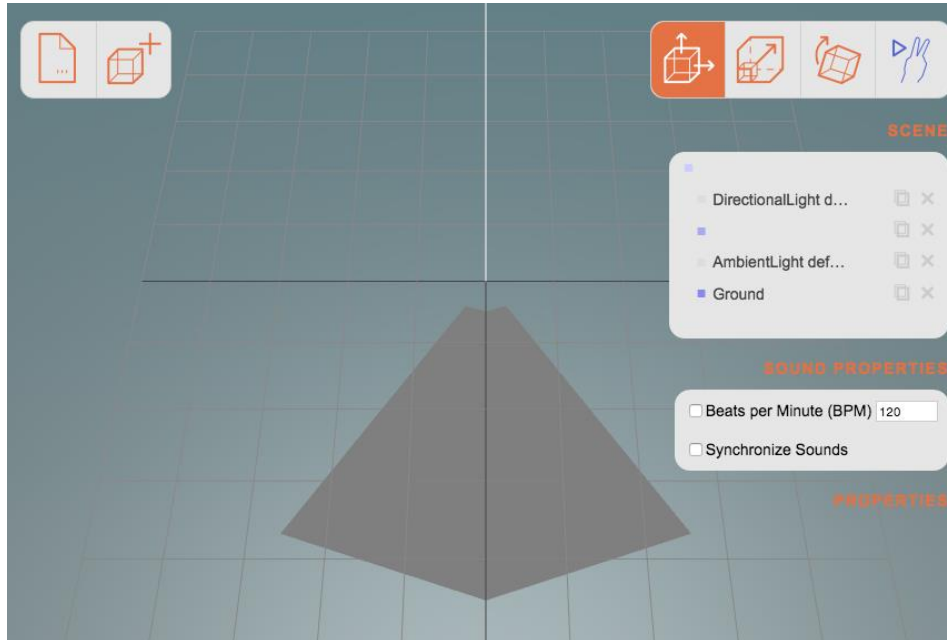 SCENE
DirectionalLight d...
AmbientLight def...
Ground
SOUND PROPERTIES
Beats per Minute (BPM) 120
Synchronize Sounds
PROPERTIES